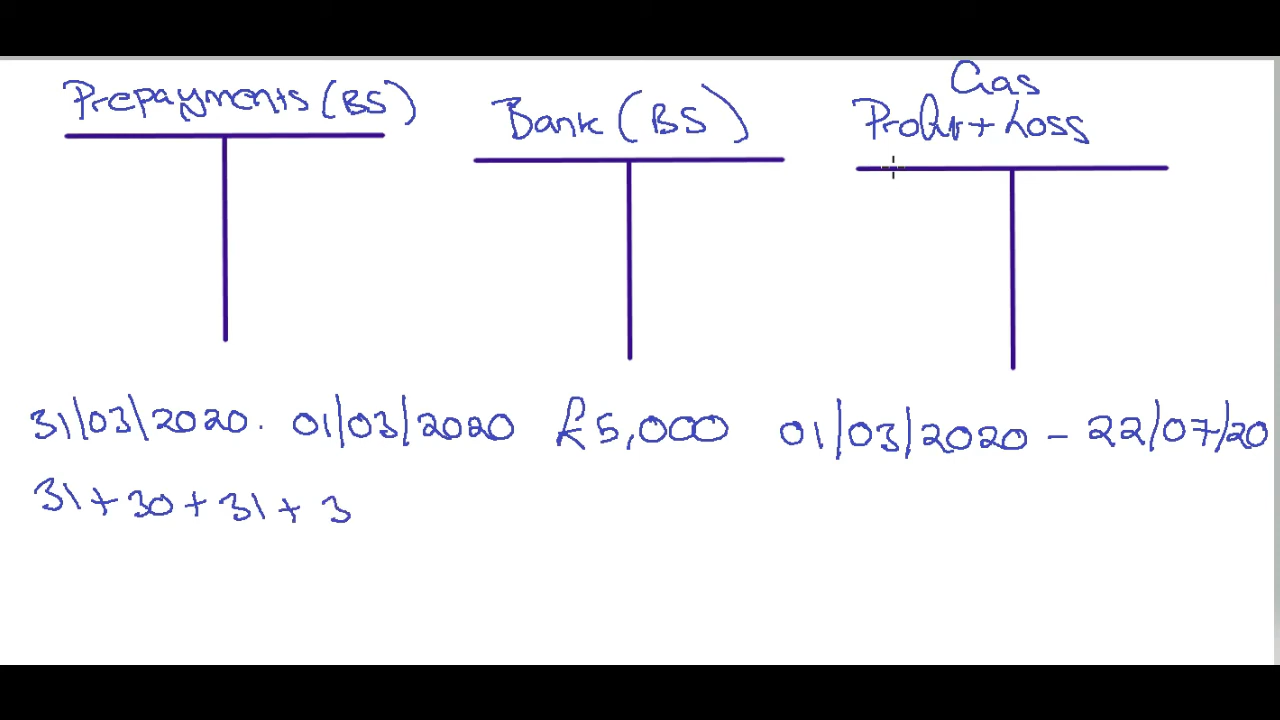 Prepayments (BS)
Bank (BS)
Gas
Profit + Loss
31/03/2020. 01/03/2020 £5,000 01/03/2020 - 22/07/20
31 + 30 + 31 + 3